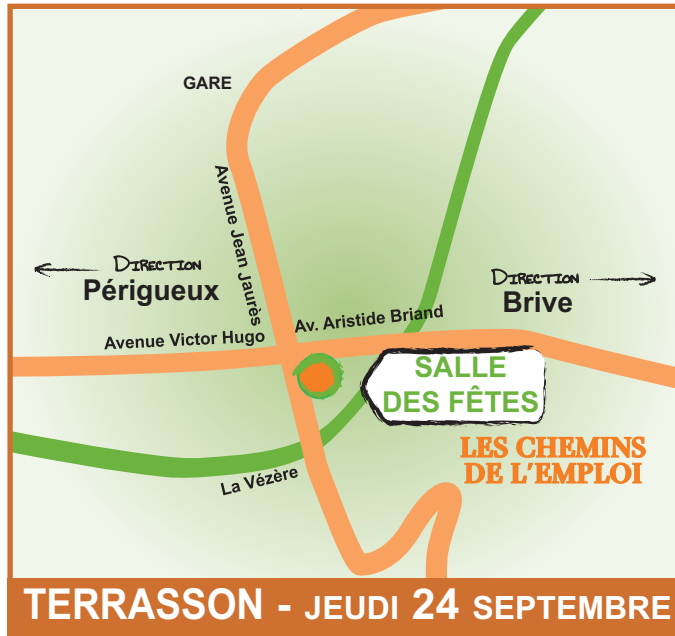 GARE
Avenue Jean Jaurès
DIRECTION
Périgueux
DIRECTION
Brive
Av. Aristide Briand
Avenue Victor Hugo
SALLE
DES FÊTES
LES CHEMINS
DE L'EMPLOI
La Vézère
TERRASSON - JEUDI 24 SEPTEMBRE